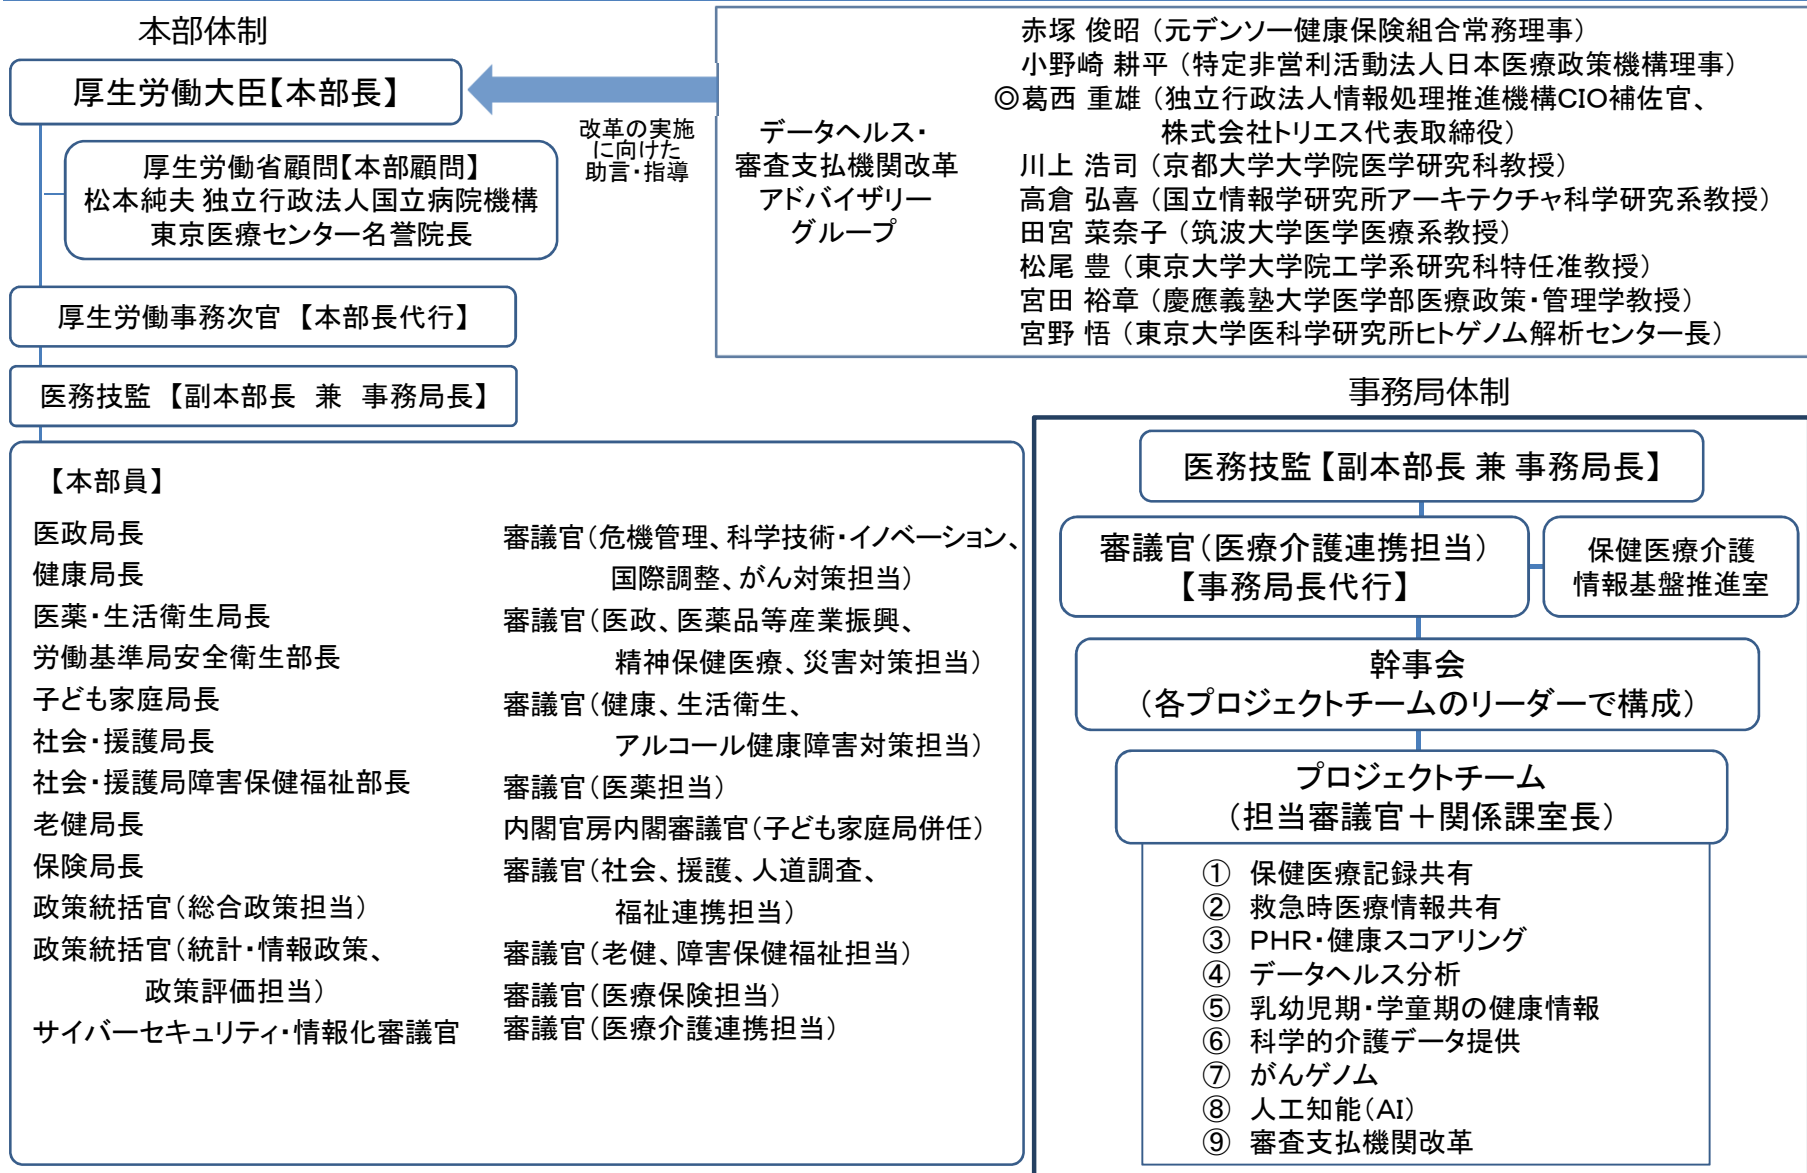 本部体制
厚生労働大臣【本部長】
厚生労働省顧問【本部顧問】
松本純夫 独立行政法人国立病院機構
東京医療センター名誉院長
厚生労働事務次官 【本部長代行】
医務技監 【副本部長　兼　事務局長】
改革の実施
に向けた
助言・指導
データヘルス・
審査支払機関改革
アドバイザリー
グループ
赤塚 俊昭 （元デンソー健康保険組合常務理事）
小野崎 耕平 （特定非営利活動法人日本医療政策機構理事）
◎葛西 重雄 （独立行政法人情報処理推進機構CIO補佐官、
株式会社トリエス代表取締役）
川上 浩司 （京都大学大学院医学研究科教授）
高倉 弘喜 （国立情報学研究所アーキテクチャ科学研究系教授）
田宮 菜奈子 （筑波大学医学医療系教授）
松尾 豊 （東京大学大学院工学系研究科特任准教授）
宮田 裕章 （慶應義塾大学医学部医療政策・管理学教授）
宮野 悟 （東京大学医科学研究所ヒトゲノム解析センター長）
【本部員】
医政局長
健康局長
医薬・生活衛生局長
労働基準局安全衛生部長
子ども家庭局長
社会・援護局長
社会・援護局障害保健福祉部長
老健局長
保険局長
政策統括官（総合政策担当）
政策統括官（統計・情報政策、
政策評価担当）
サイバーセキュリティ・情報化審議官
審議官（危機管理、科学技術・イノベーション、
国際調整、がん対策担当）
審議官（医政、医薬品等産業振興、
精神保健医療、災害対策担当）
審議官（健康、生活衛生、
アルコール健康障害対策担当）
審議官（医薬担当）
内閣官房内閣審議官（子ども家庭局併任）
審議官（社会、援護、人道調査、
福祉連携担当）
審議官（老健、障害保健福祉担当）
審議官（医療保険担当）
審議官（医療介護連携担当）
事務局体制
医務技監 【副本部長 兼 事務局長】
審議官（医療介護連携担当）
【事務局長代行】
保健医療介護
情報基盤推進室
幹事会
（各プロジェクトチームのリーダーで構成）
プロジェクトチーム
（担当審議官＋関係課室長）
① 保健医療記録共有
② 救急時医療情報共有
③ PHR・健康スコアリング
④ データヘルス分析
⑤ 乳幼児期・学童期の健康情報
⑥ 科学的介護データ提供
⑦ がんゲノム
⑧ 人工知能（AI）
⑨ 審査支払機関改革